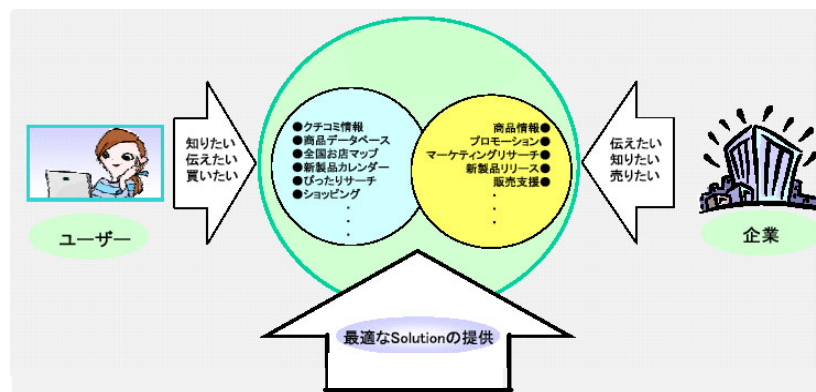 知りたい
伝えたい
買いたい
ユーザー
●クチコミ情報
●商品データベース
●全国お店マップ
●新製品カレンダー
●ぴったりサーチ
●ショッピング
・
・
・
商品情報●
プロモーション●
マーケティングリサーチ●
新製品リリース●
販売支援●
・
・
・
伝えたい
知りたい
売りたい
企業
最適なSolutionの提供